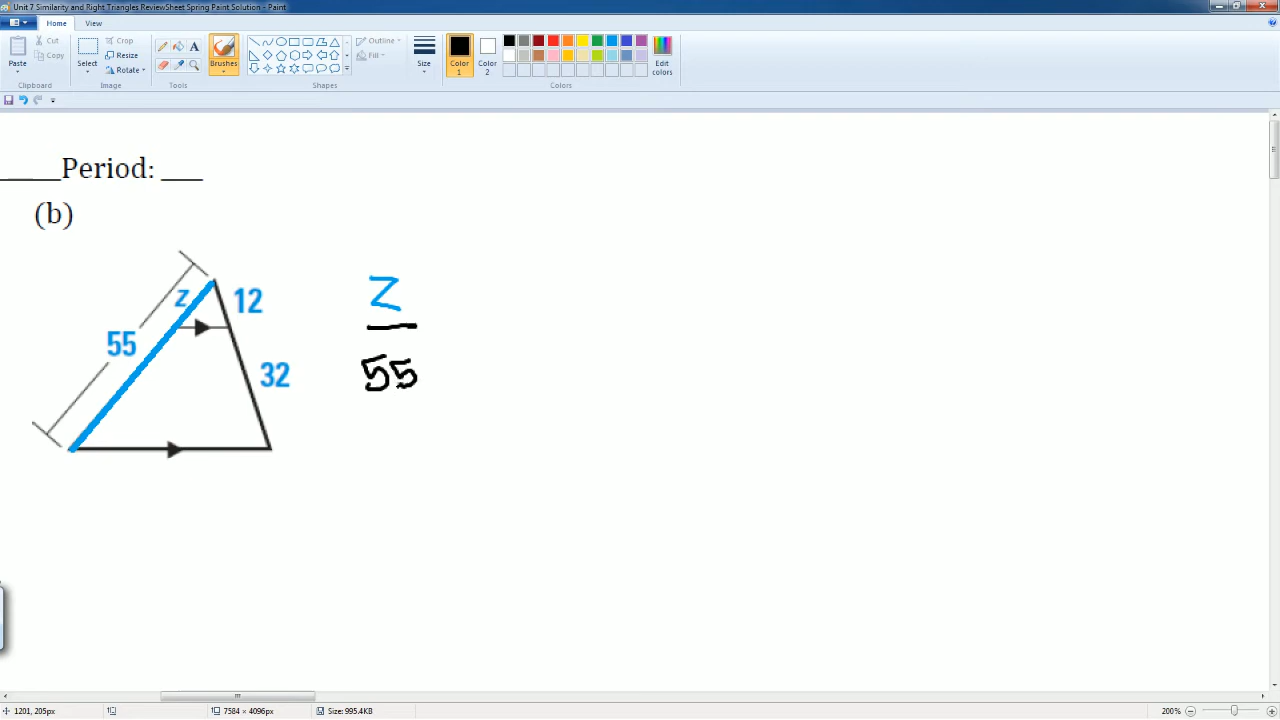 Unit 7 Similarity and Right Triangles ReviewSheet Spring Paint Solution - Paint
Home View
Paste Cut Copy Clipboard
Select Crop Resize Rotate Image
A Tools
Brushes
Outline Fill Shapes
Size
Color 1 Color 2 Edit colors Colors
____Period: ___
(b)
z 12
55
32
Z
55
1201, 205px 7584 × 4096px Size: 995.4KB 200%